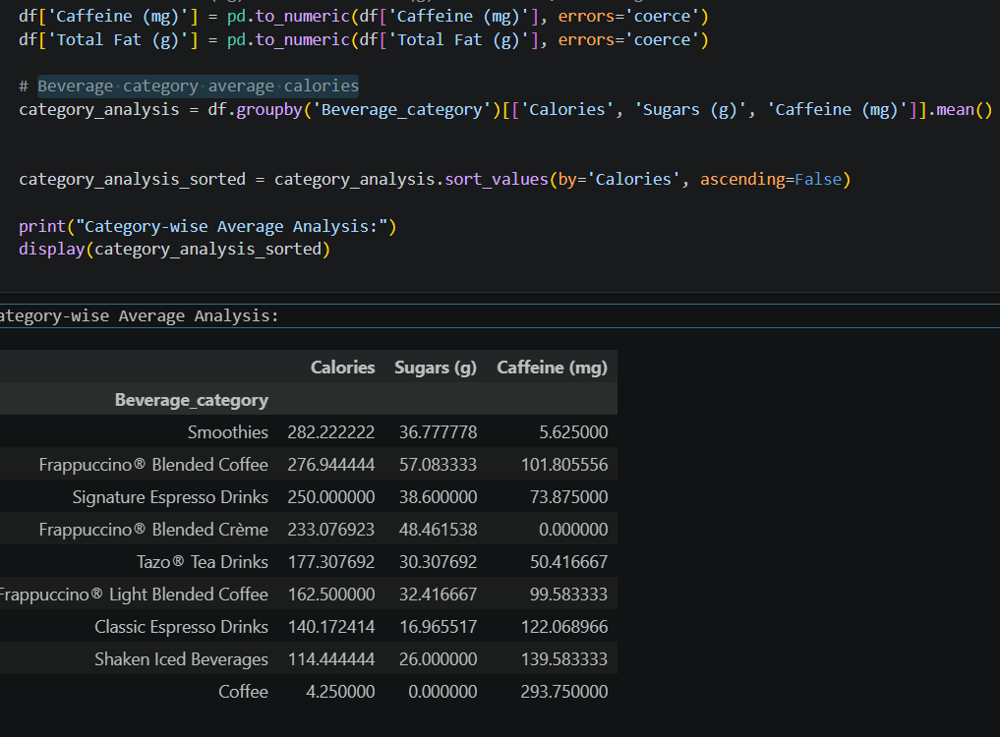 df['Caffeine (mg)'] = pd.to_numeric(df['Caffeine (mg)'], errors='coerce')
df['Total Fat (g)'] = pd.to_numeric(df['Total Fat (g)'], errors='coerce')
# Beverage category average calories
category_analysis = df.groupby('Beverage_category')[['Calories', 'Sugars (g)', 'Caffeine (mg)']].mean()
category_analysis_sorted = category_analysis.sort_values(by='Calories', ascending=False)
print("Category-wise Average Analysis:")
display(category_analysis_sorted)
ategory-wise Average Analysis:
Calories Sugars (g) Caffeine (mg)
Beverage_category
Smoothies 282.222222 36.777778 5.625000
Frappuccino® Blended Coffee 276.944444 57.083333 101.805556
Signature Espresso Drinks 250.000000 38.600000 73.875000
Frappuccino® Blended Crème 233.076923 48.461538 0.000000
Tazo® Tea Drinks 177.307692 30.307692 50.416667
Frappuccino® Light Blended Coffee 162.500000 32.416667 99.583333
Classic Espresso Drinks 140.172414 16.965517 122.068966
Shaken Iced Beverages 114.444444 26.000000 139.583333
Coffee 4.250000 0.000000 293.750000